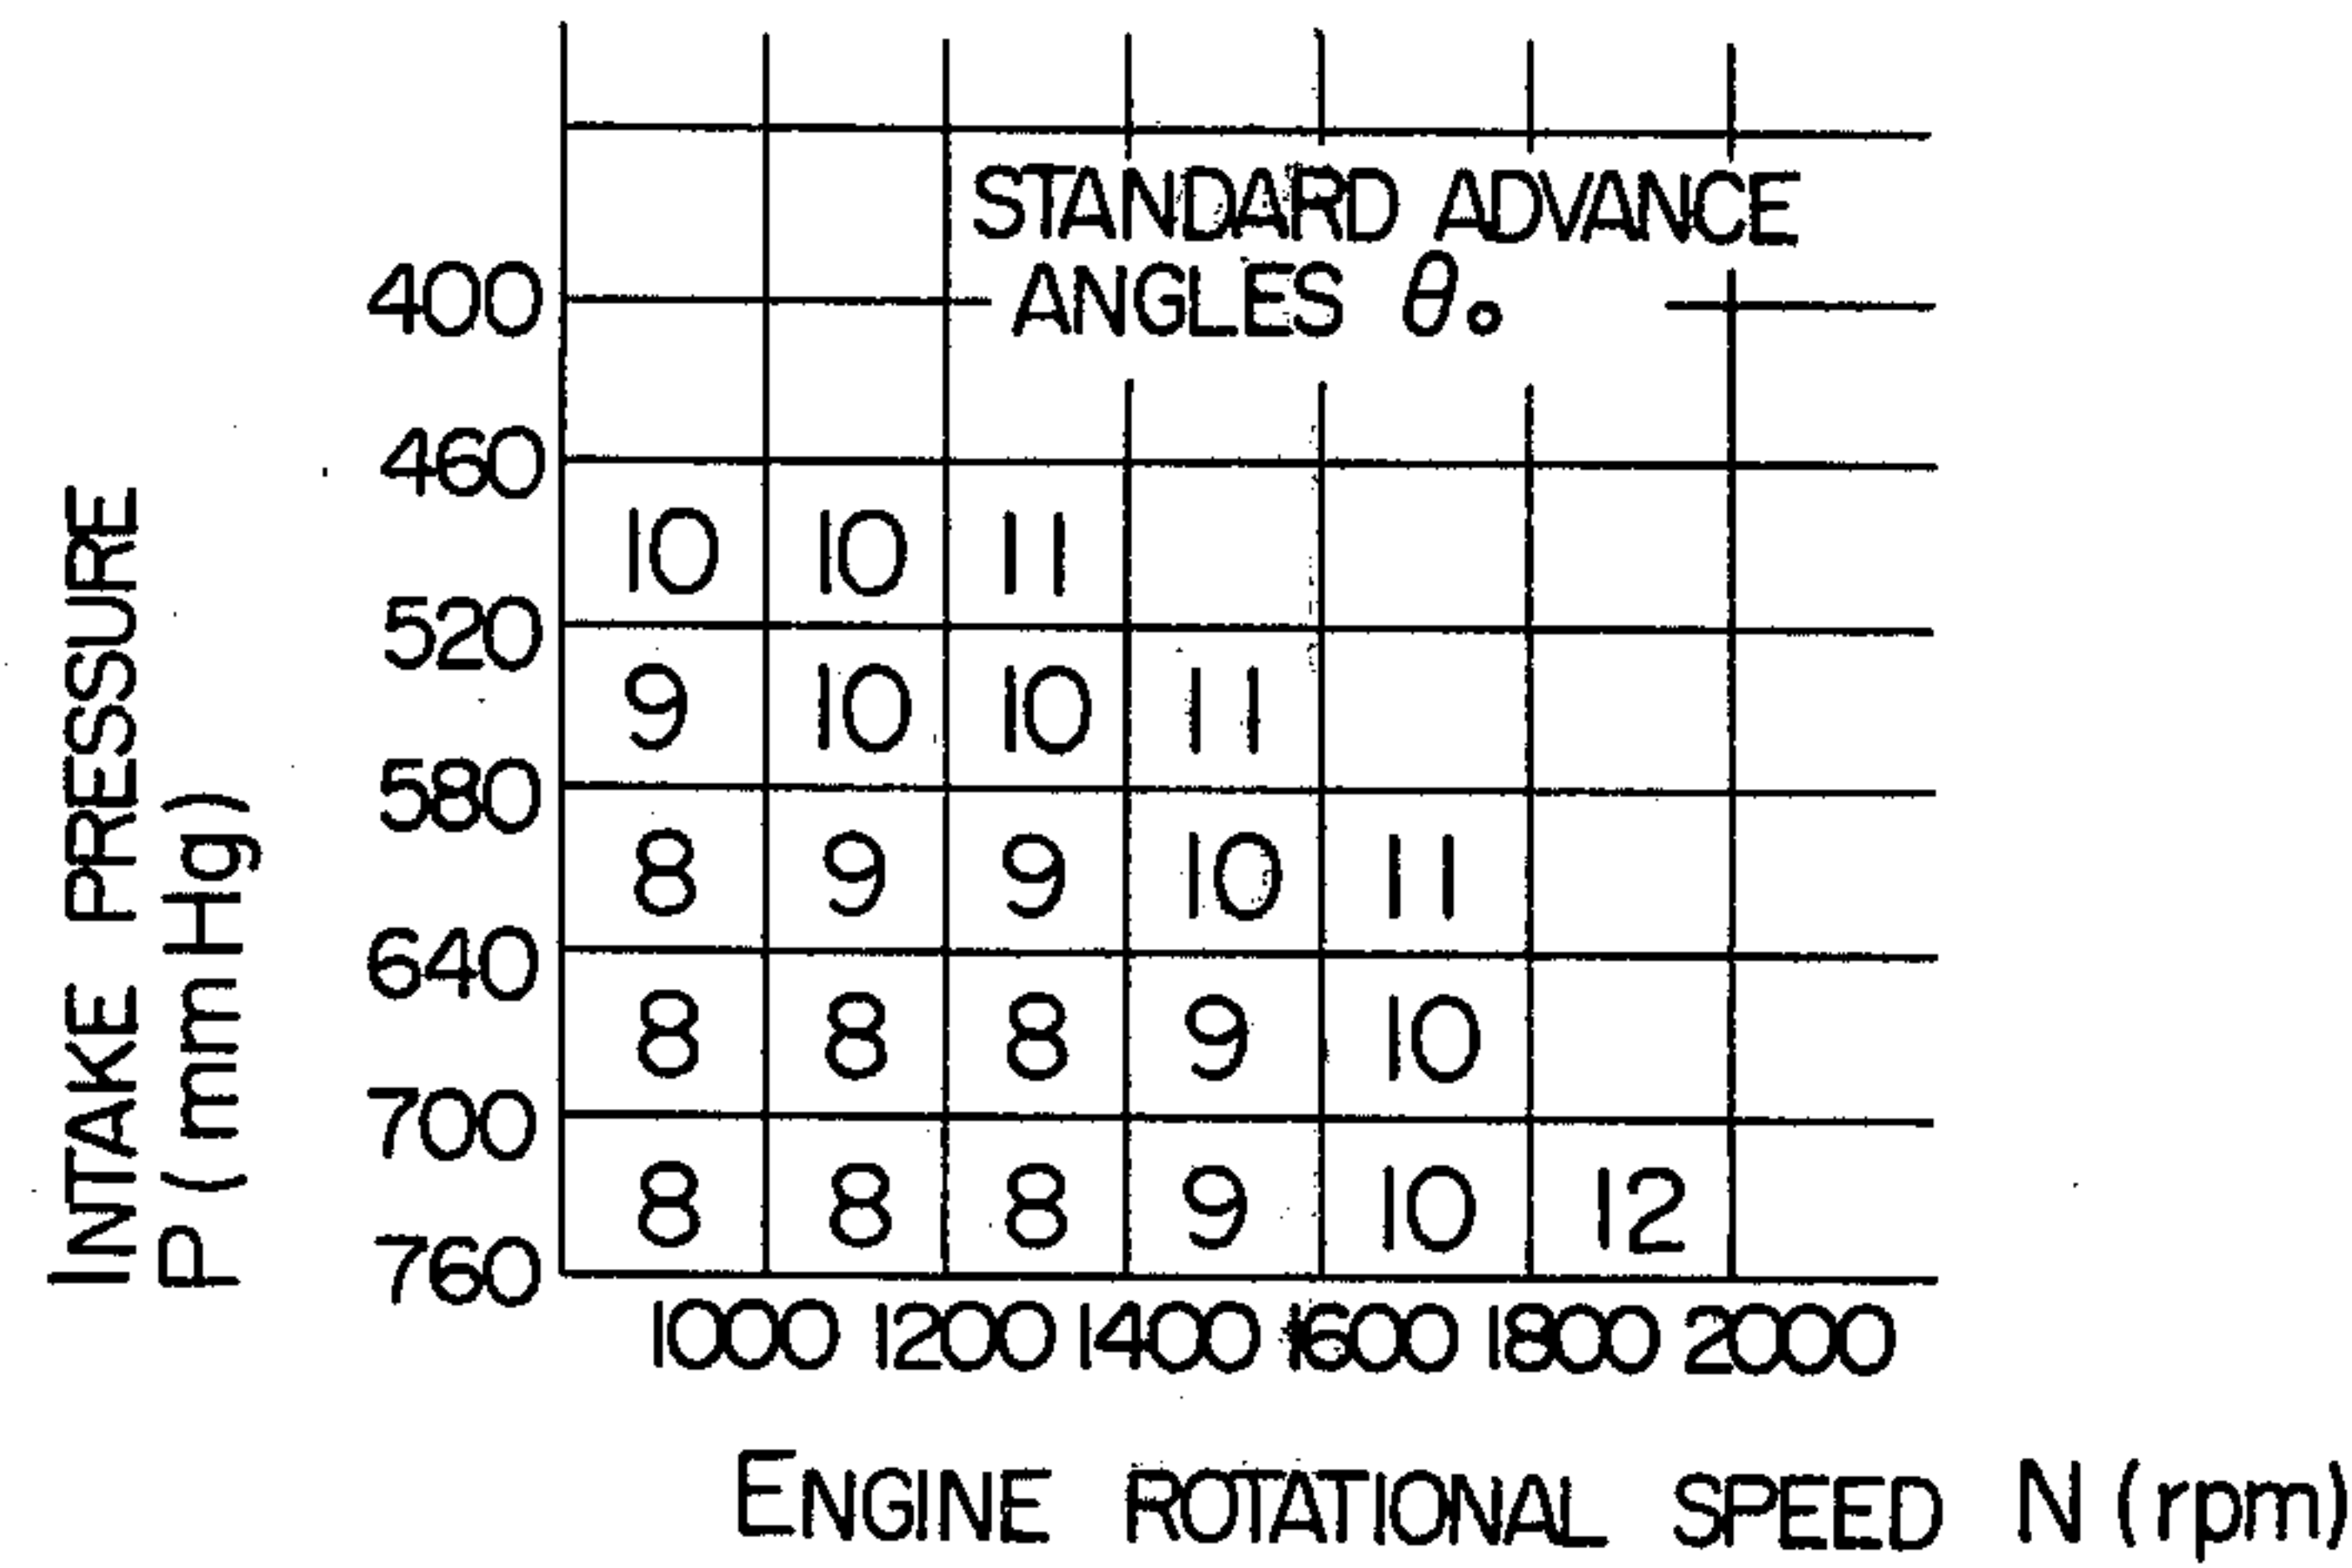 STANDARD ADVANCE
ANGLES θ₀
400
460
10 10 11
520
9 10 10 11
580
8 9 9 10 11
640
8 8 8 9 10
700
8 8 8 9 10 12
760
1000 1200 1400 1600 1800 2000
ENGINE ROTATIONAL SPEED N (rpm)
INTAKE PRESSURE
P (mmHg)